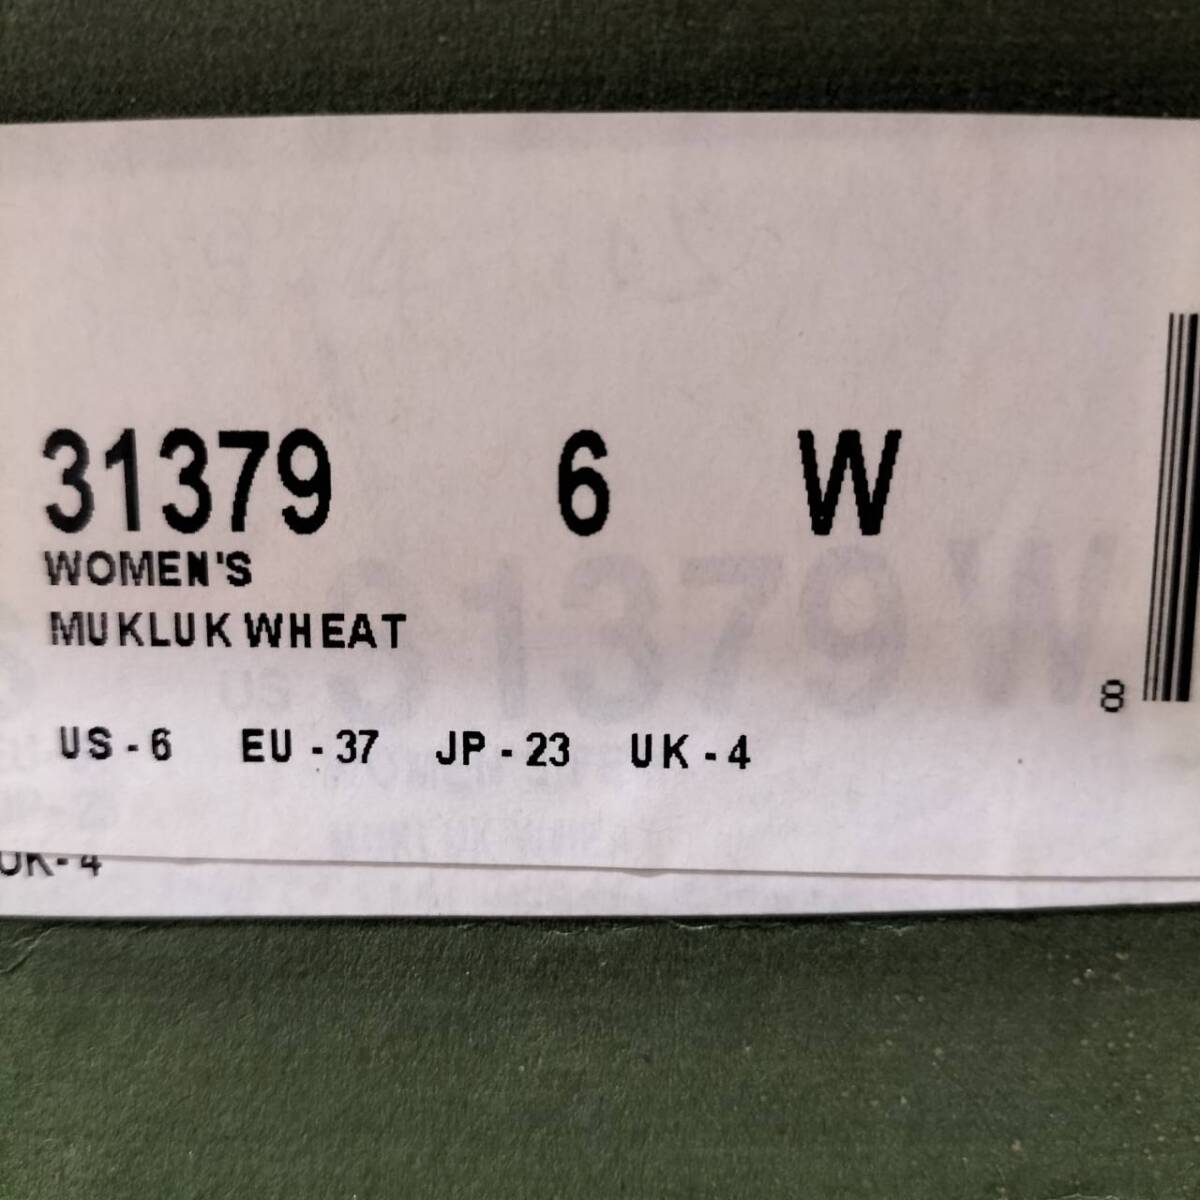 31379 6 W
WOMEN'S
MUKLUK WHEAT
8
US - 6 EU - 37 JP - 23 UK - 4
UK - 4